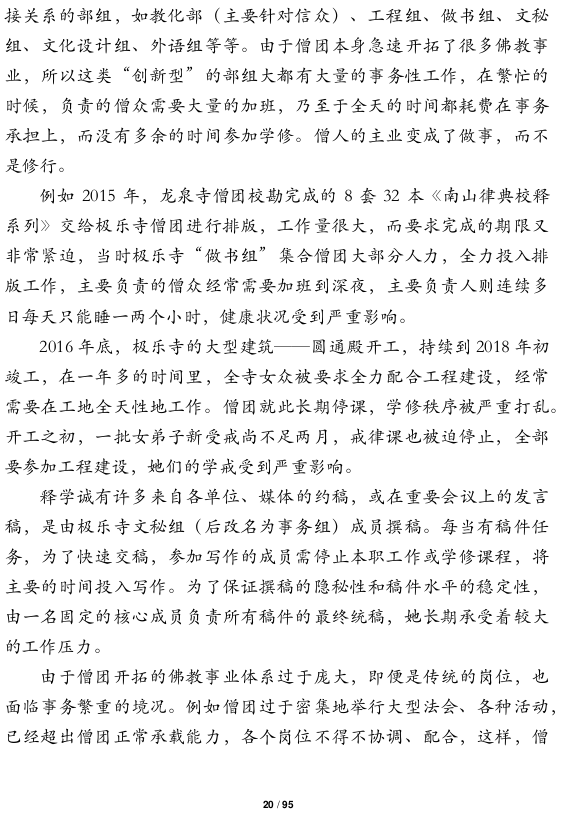 接关系的部组，如教化部（主要针对信众）、工程组、做书组、文秘
组、文化设计组、外语组等等。由于僧团本身急速开拓了很多佛教事
业，所以这类“创新型”的部组大都有大量的事务性工作，在繁忙的
时候，负责的僧众需要大量的加班，乃至于全天的时间都耗费在事务
承担上，而没有多余的时间参加学修。僧人的主业变成了做事，而不
是修行。
例如 2015 年，龙泉寺僧团校勘完成的 8 套 32 本《南山律典校释
系列》交给极乐寺僧团进行排版，工作量很大，而要求完成的期限又
非常紧迫，当时极乐寺“做书组”集合僧团大部分人力，全力投入排
版工作，主要负责的僧众经常需要加班到深夜，主要负责人则连续多
日每天只能睡一两个小时，健康状况受到严重影响。
2016 年底，极乐寺的大型建筑——圆通殿开工，持续到 2018 年初
竣工，在一年多的时间里，全寺女众被要求全力配合工程建设，经常
需要在工地全天性地工作。僧团就此长期停课，学修秩序被严重打乱。
开工之初，一批女弟子新受戒尚不足两月，戒律课也被迫停止，全部
要参加工程建设，她们的学戒受到严重影响。
释学诚有许多来自各单位、媒体的约稿，或在重要会议上的发言
稿，是由极乐寺文秘组（后改名为事务组）成员撰稿。每当有稿件任
务，为了快速交稿，参加写作的成员需停止本职工作或学修课程，将
主要的时间投入写作。为了保证撰稿的隐秘性和稿件水平的稳定性，
由一名固定的核心成员负责所有稿件的最终统稿，她长期承受着较大
的工作压力。
由于僧团开拓的佛教事业体系过于庞大，即便是传统的岗位，也
面临事务繁重的境况。例如僧团过于密集地举行大型法会、各种活动，
已经超出僧团正常承载能力，各个岗位不得不协调、配合，这样，僧
20 / 95